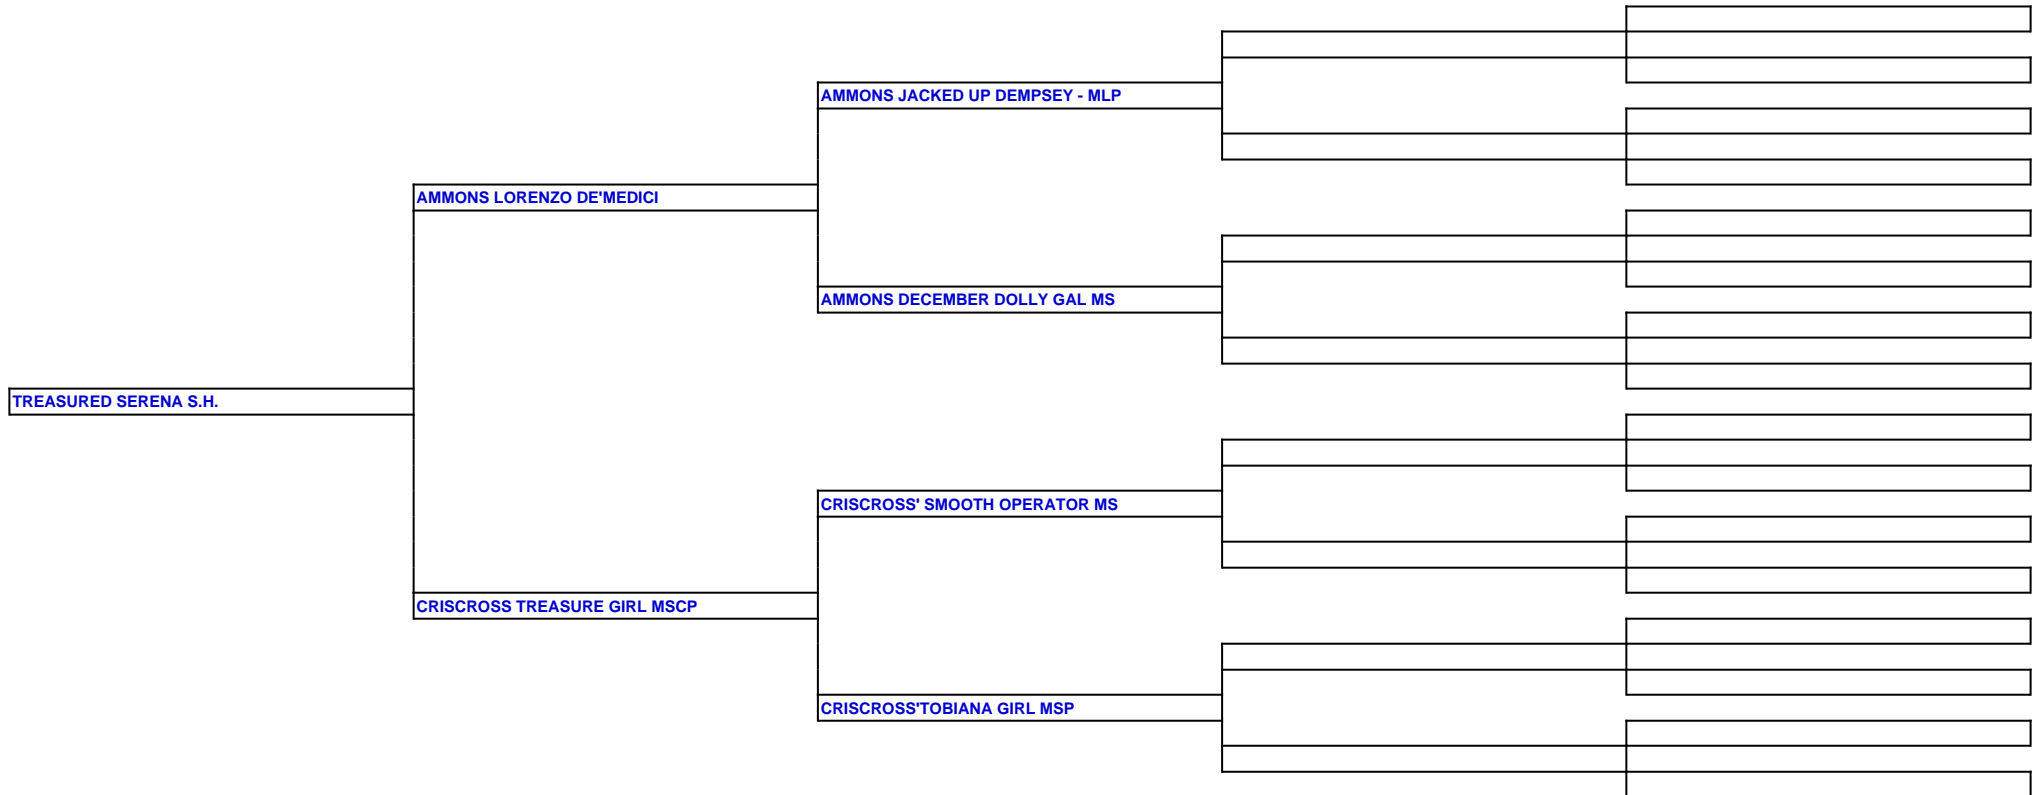 AMMONS JACKED UP DEMPSEY - MLP
AMMONS LORENZO DE'MEDICI
AMMONS DECEMBER DOLLY GAL MS
TREASURED SERENA S.H.
CRISCROSS' SMOOTH OPERATOR MS
CRISCROSS TREASURE GIRL MSCP
CRISCROSS'TOBIANA GIRL MSP